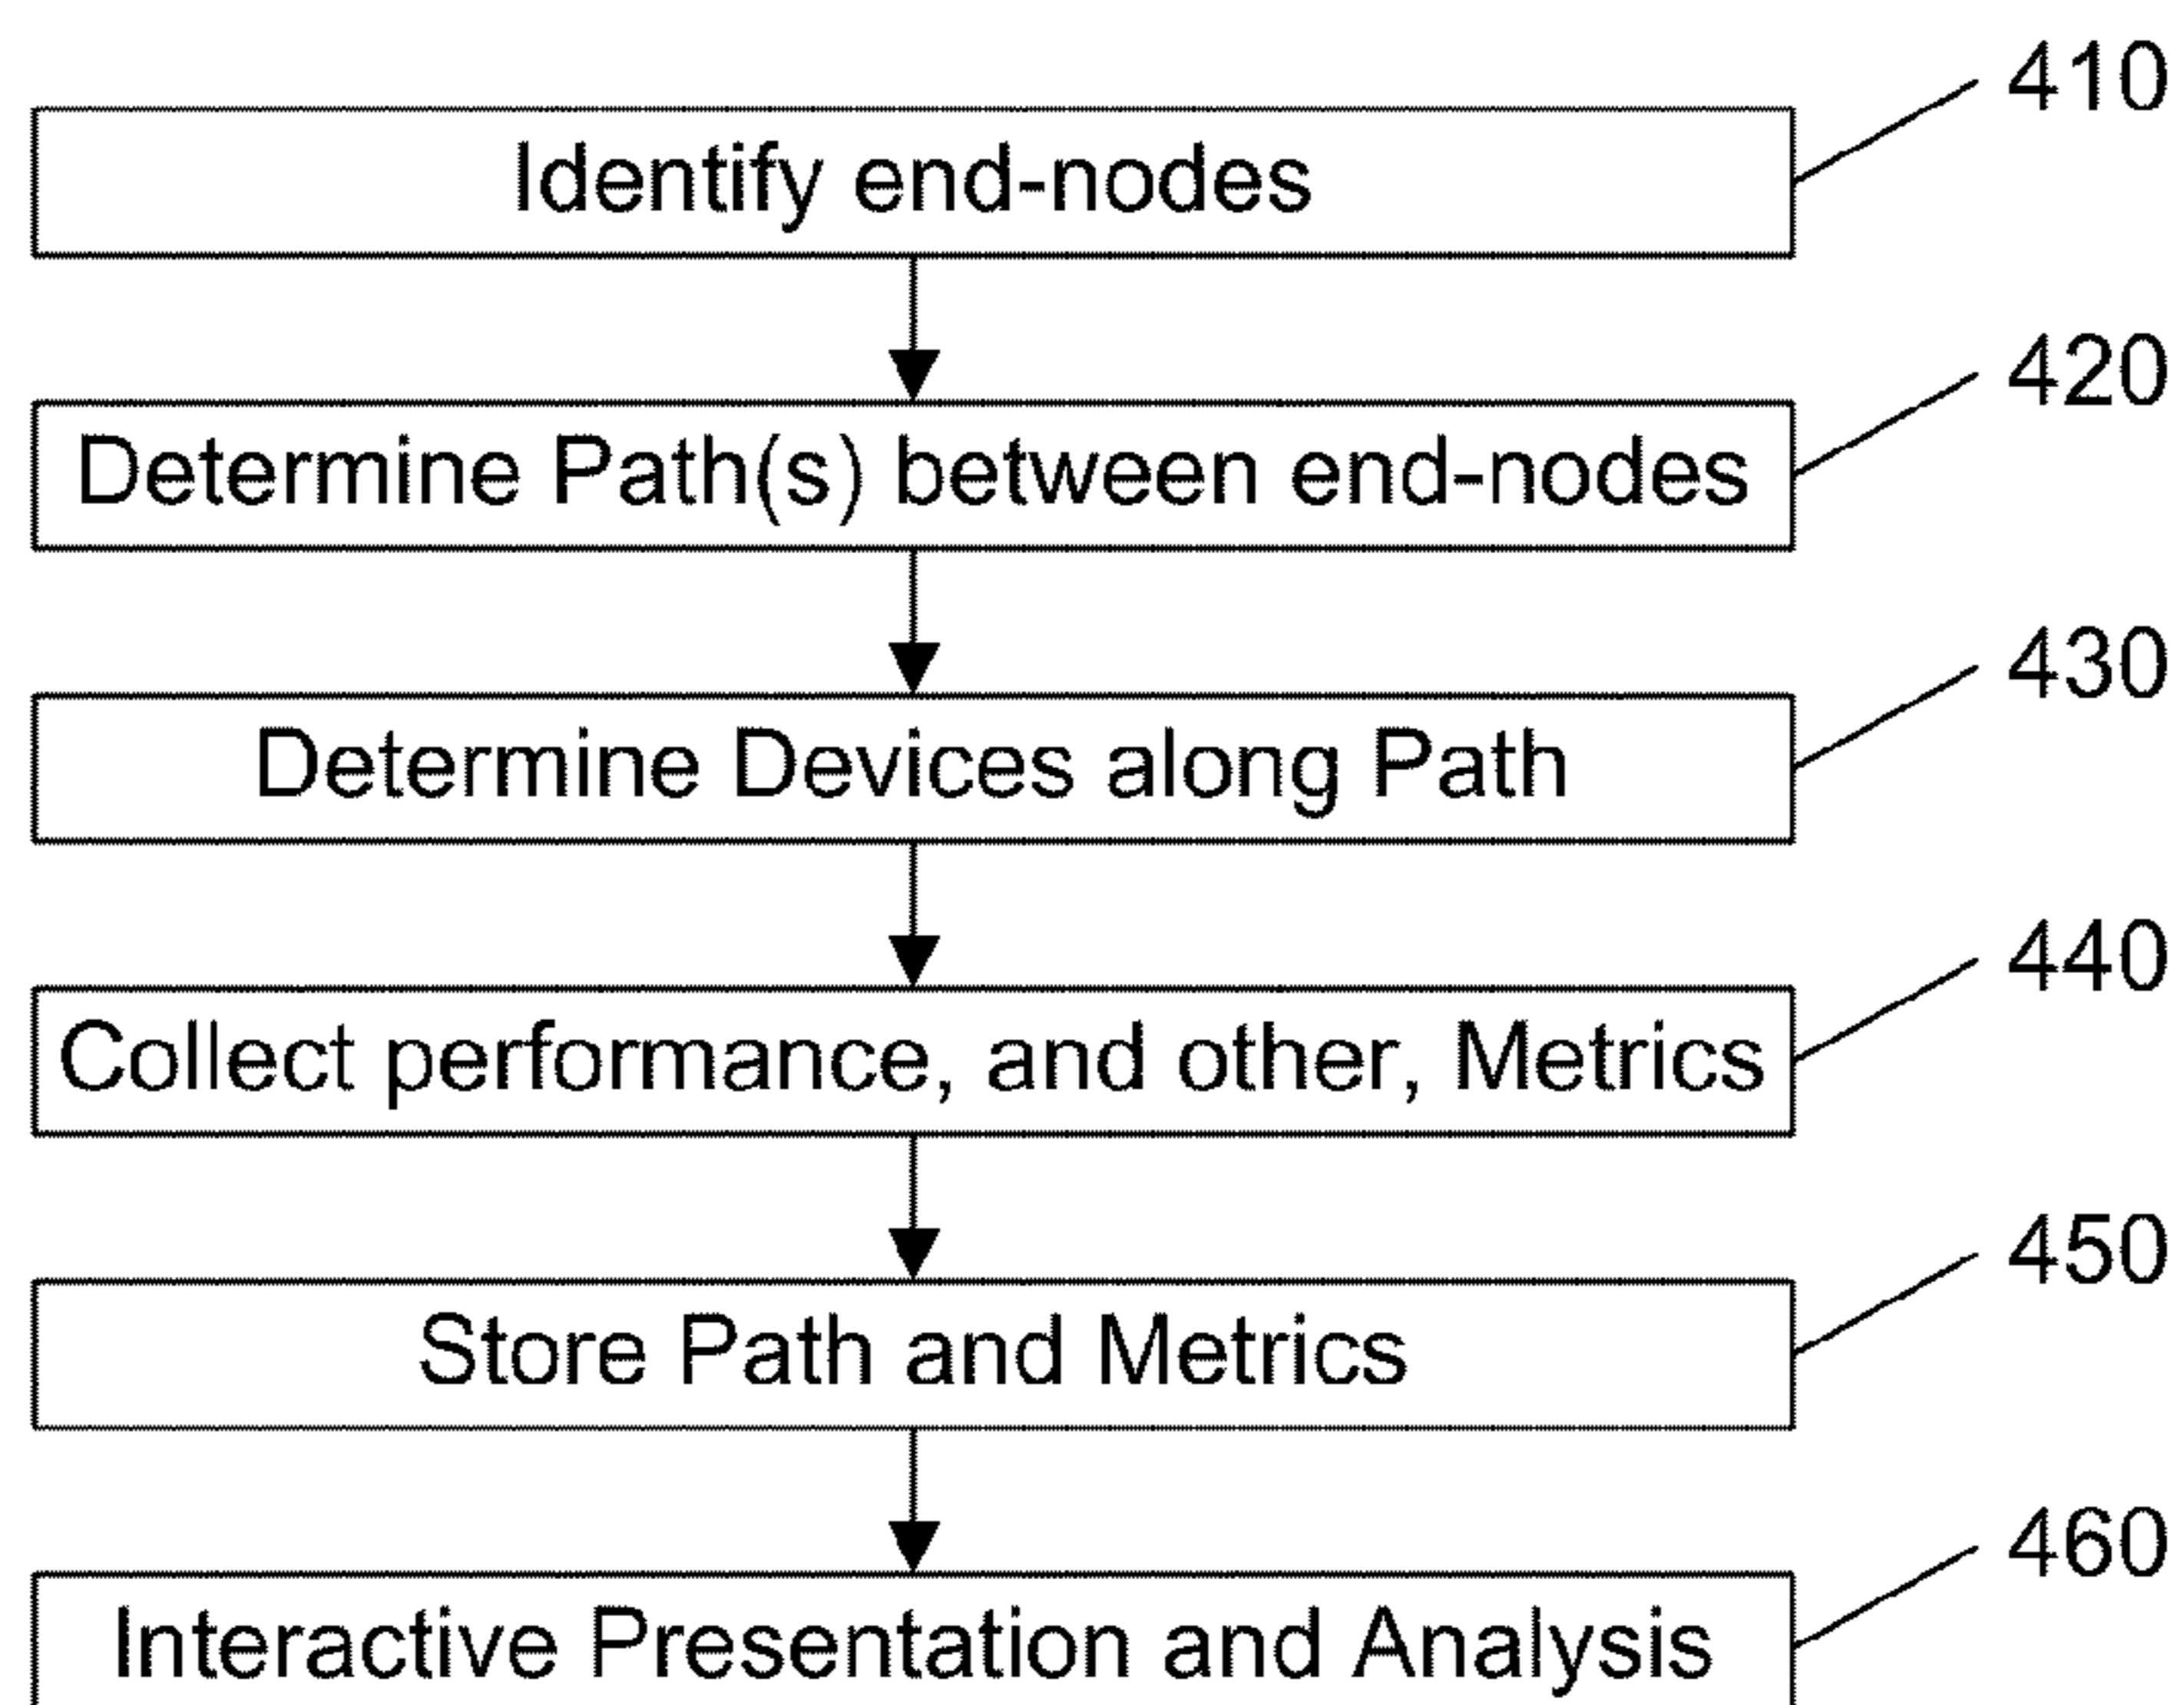 410
Identify end-nodes
420
Determine Path(s) between end-nodes
430
Determine Devices along Path
440
Collect performance, and other, Metrics
450
Store Path and Metrics
460
Interactive Presentation and Analysis